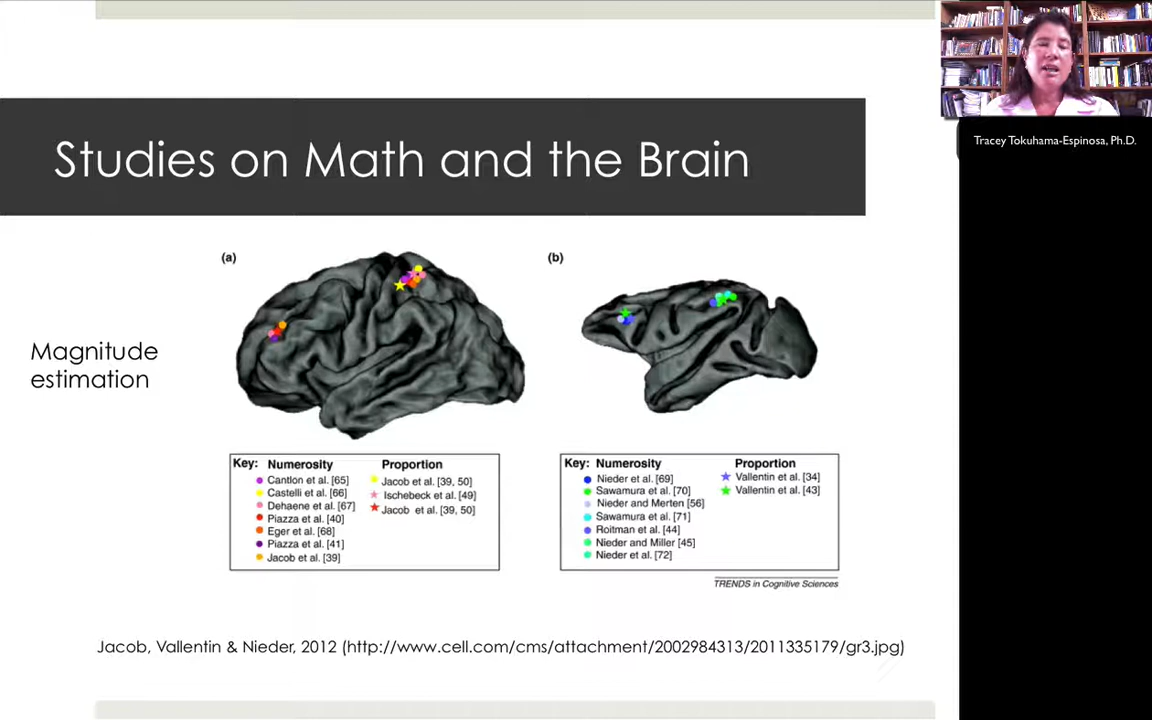 Tracey Tokuhama-Espinosa, Ph.D.
Studies on Math and the Brain
Magnitude
estimation
(a)
Key: Numerosity Proportion
Cantlon et al. [65]
Castelli et al. [66]
Dehaene et al. [67]
Piazza et al. [40]
Eger et al. [68]
Piazza et al. [41]
Jacob et al. [39]
Jacob et al. [39, 50]
Ischebeck et al. [49]
Jacob et al. [39, 50]
(b)
Key: Numerosity Proportion
Nieder et al. [69]
Sawamura et al. [70]
Nieder and Merten [56]
Sawamura et al. [71]
Roitman et al. [44]
Nieder and Miller [45]
Nieder et al. [72]
Vallentin et al. [34]
Vallentin et al. [43]
TRENDS in Cognitive Sciences
Jacob, Vallentin & Nieder, 2012 (http://www.cell.com/cms/attachment/2002984313/2011335179/gr3.jpg)